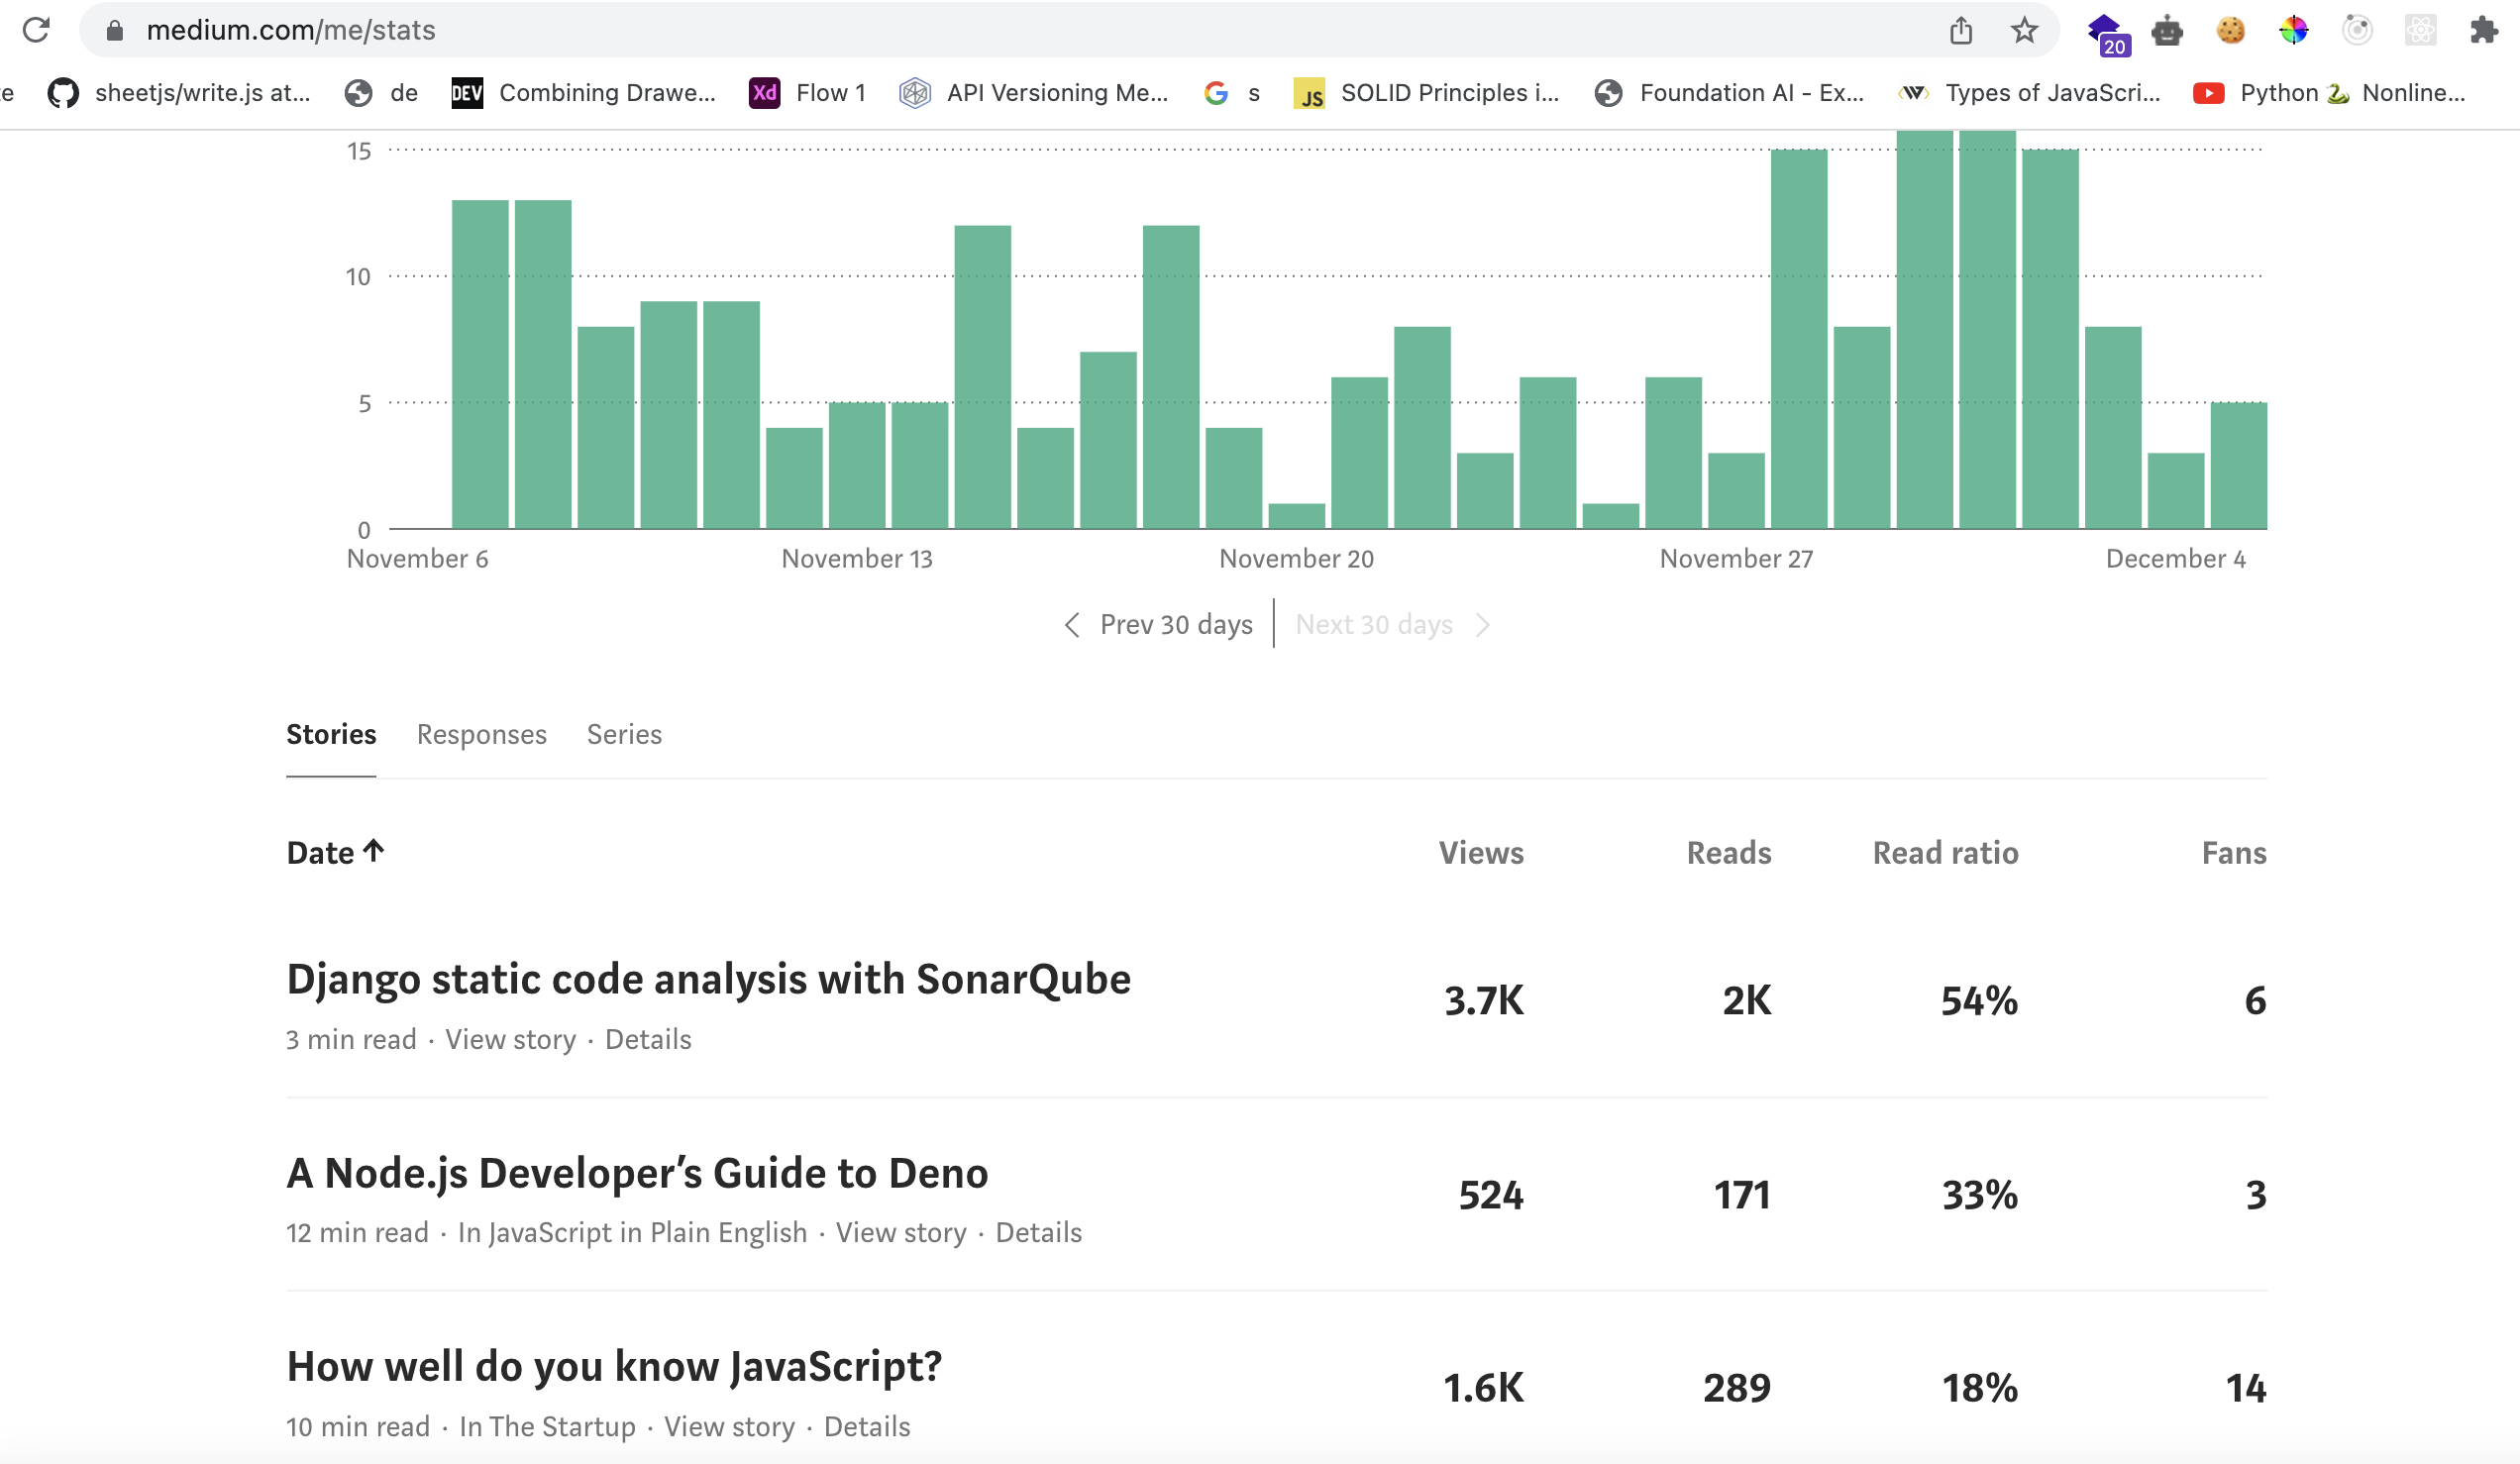 medium.com/me/stats
20
e sheetjs/write.js at... de DEV Combining Drawe... Xd Flow 1 API Versioning Me... G s JS SOLID Principles i... Foundation AI - Ex... W Types of JavaScri... Python 🐍 Nonline...
15
10
5
0
November 6 November 13 November 20 November 27 December 4
Prev 30 days Next 30 days
Stories Responses Series
Date ↑ Views Reads Read ratio Fans
Django static code analysis with SonarQube
3.7K 2K 54% 6
3 min read · View story · Details
A Node.js Developer’s Guide to Deno
524 171 33% 3
12 min read · In JavaScript in Plain English · View story · Details
How well do you know JavaScript?
1.6K 289 18% 14
10 min read · In The Startup · View story · Details